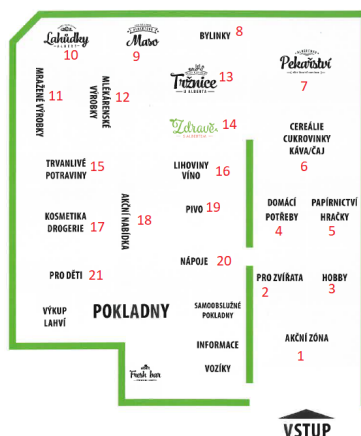 Lahůdky
Z ALBERTU
10
Maso
9
BYLINKY 8
Pekařství
7
MRAŽENÉ VÝROBKY
11
MLÉKÁRENSKÉ
VÝROBKY
12
Tržnice
U ALBERTA
13
Zdravě
14
CEREÁLIE
CUKROVINKY
KÁVA/ČAJ
6
TRVANLIVÉ
POTRAVINY
15
LIHOVINY
VÍNO
16
DOMÁCÍ
POTŘEBY
4
PAPÍRNICTVÍ
HRAČKY
5
KOSMETIKA
DROGERIE
17
AKČNÍ NABÍDKA
18
PIVO 19
NÁPOJE 20
PRO DĚTI 21
PRO ZVÍŘATA
2
HOBBY
3
VÝKUP
LAHVÍ
POKLADNY
SAMOOBSLUŽNÉ
POKLADNY
INFORMACE
VOZÍKY
AKČNÍ ZÓNA
1
Fresh bar
VSTUP